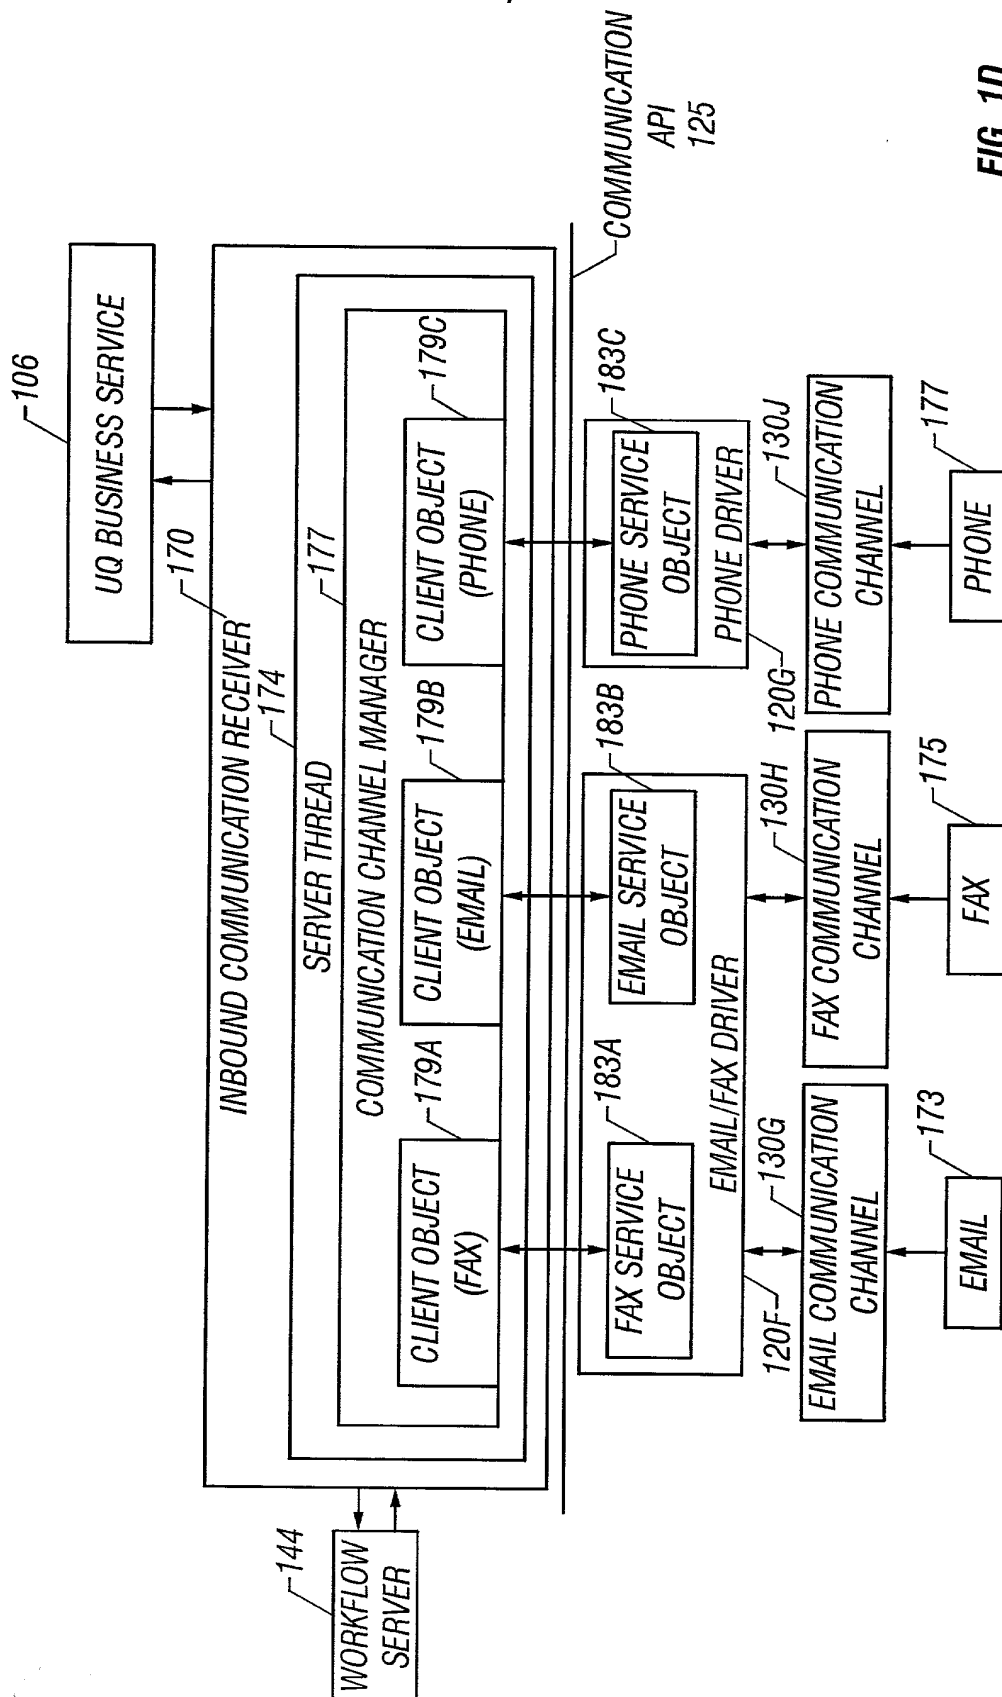 106
UQ BUSINESS SERVICE
144
WORKFLOW
SERVER
INBOUND COMMUNICATION RECEIVER
170
174
SERVER THREAD
177
COMMUNICATION CHANNEL MANAGER
179A
CLIENT OBJECT
(FAX)
179B
CLIENT OBJECT
(EMAIL)
179C
CLIENT OBJECT
(PHONE)
COMMUNICATION
API
125
183A
FAX SERVICE
OBJECT
183B
EMAIL SERVICE
OBJECT
EMAIL/FAX DRIVER
120F
183C
PHONE SERVICE
OBJECT
PHONE DRIVER
120G
130G
EMAIL COMMUNICATION
CHANNEL
130H
FAX COMMUNICATION
CHANNEL
130J
PHONE COMMUNICATION
CHANNEL
173
EMAIL
175
FAX
177
PHONE
FIG. 1D